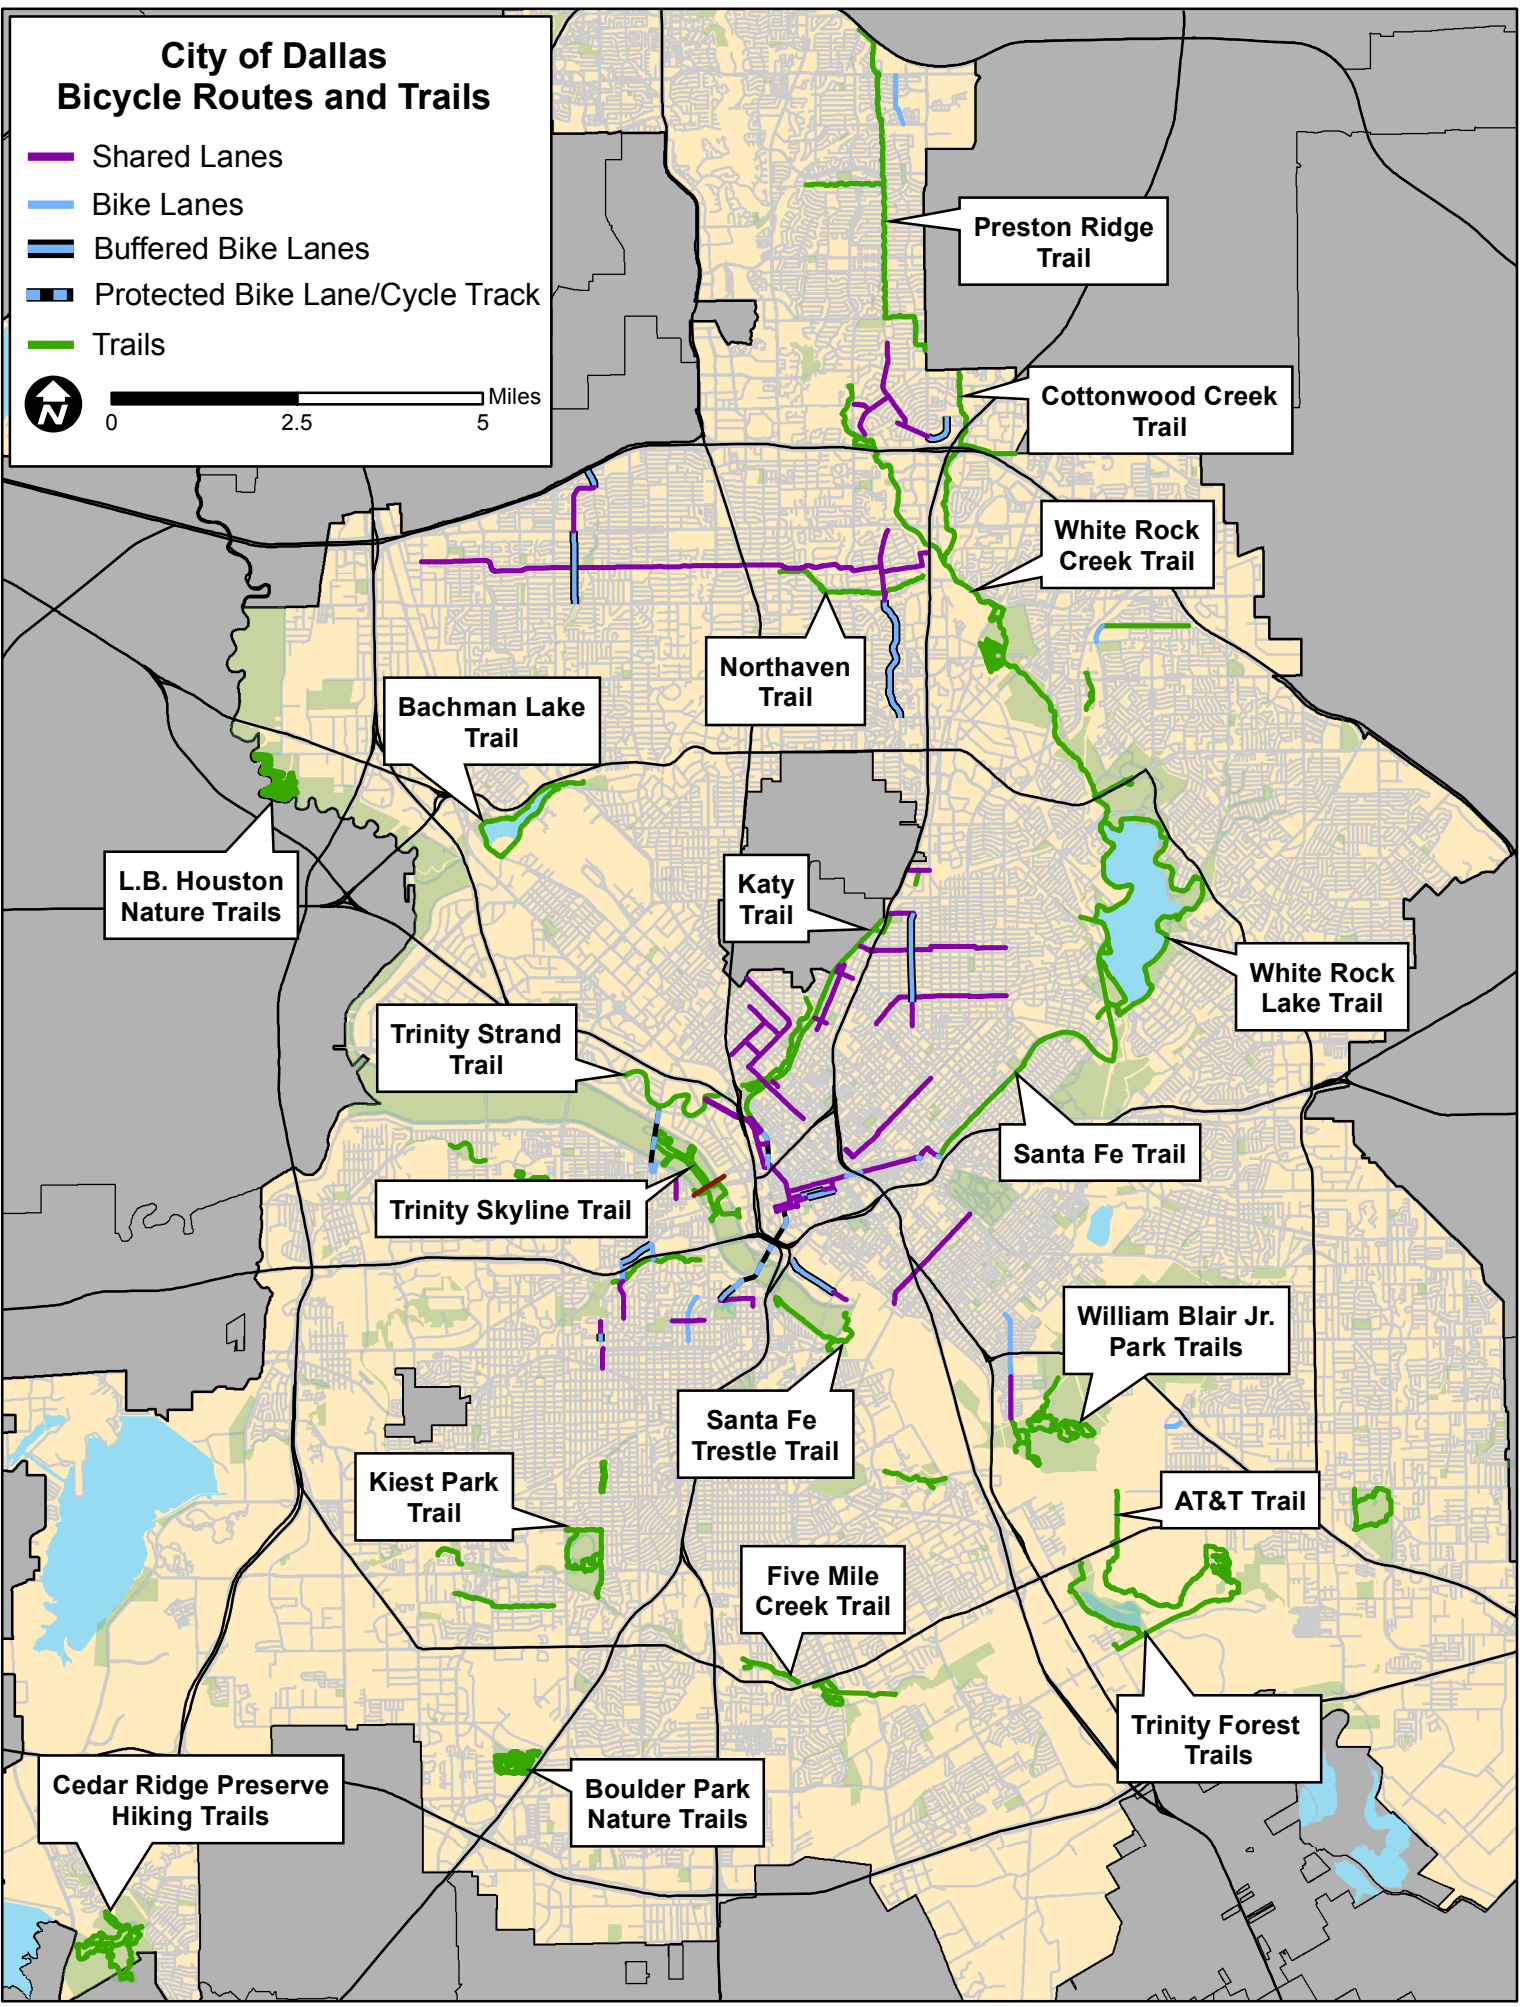 City of Dallas
Bicycle Routes and Trails
Shared Lanes
Bike Lanes
Buffered Bike Lanes
Protected Bike Lane/Cycle Track
Trails
N
Miles
0 2.5 5
Preston Ridge
Trail
Cottonwood Creek
Trail
White Rock
Creek Trail
Northaven
Trail
Bachman Lake
Trail
L.B. Houston
Nature Trails
Katy
Trail
White Rock
Lake Trail
Trinity Strand
Trail
Santa Fe Trail
Trinity Skyline Trail
William Blair Jr.
Park Trails
Santa Fe
Trestle Trail
Kiest Park
Trail
AT&T Trail
Five Mile
Creek Trail
Trinity Forest
Trails
Cedar Ridge Preserve
Hiking Trails
Boulder Park
Nature Trails